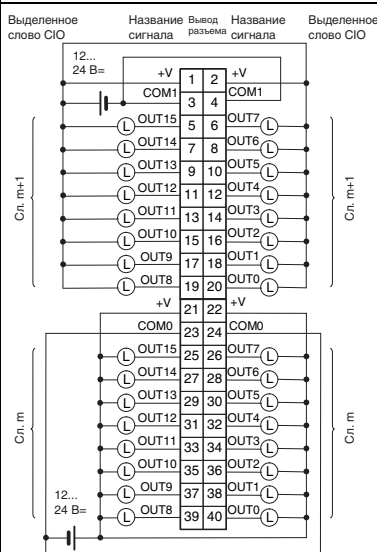 Выделенное слово CIO Название сигнала Вывод разъема Название сигнала Выделенное слово CIO
12... 24 В=
+V 1 2 +V
COM1 3 4 COM1
L OUT15 5 6 OUT7 L
L OUT14 7 8 OUT6 L
L OUT13 9 10 OUT5 L
L OUT12 11 12 OUT4 L
L OUT11 13 14 OUT3 L
L OUT10 15 16 OUT2 L
L OUT9 17 18 OUT1 L
L OUT8 19 20 OUT0 L
Сл. m+1 Сл. m+1
+V 21 22 +V
COM0 23 24 COM0
L OUT15 25 26 OUT7 L
L OUT14 27 28 OUT6 L
L OUT13 29 30 OUT5 L
L OUT12 31 32 OUT4 L
L OUT11 33 34 OUT3 L
L OUT10 35 36 OUT2 L
L OUT9 37 38 OUT1 L
L OUT8 39 40 OUT0 L
Сл. m Сл. m
12... 24 В=